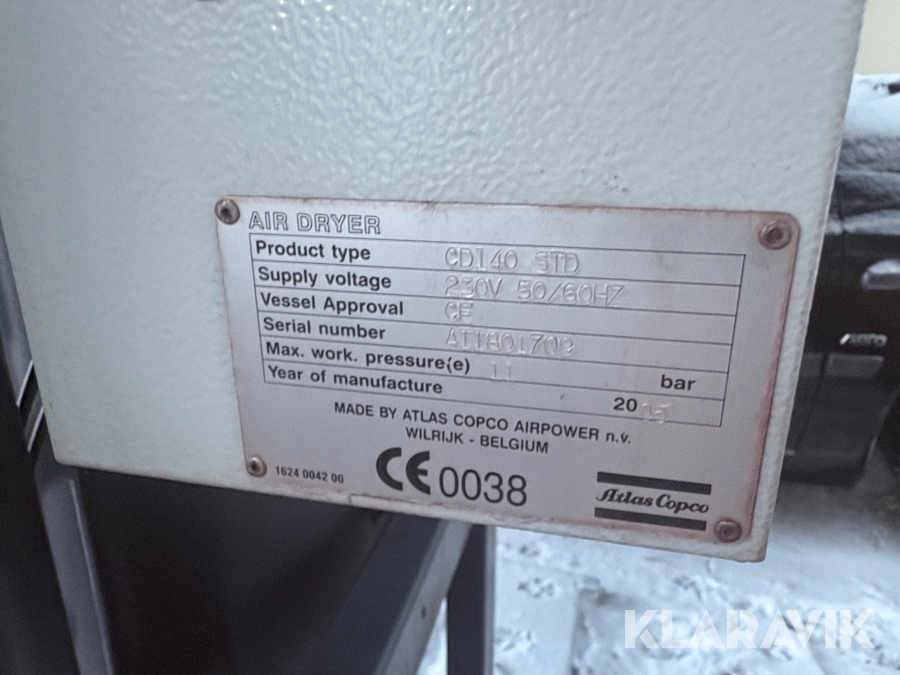 AIR DRYER
Product type CD140 STD
Supply voltage 230V 50/60HZ
Vessel Approval CE
Serial number AII801709
Max. work. pressure(e) 11 bar
Year of manufacture 2005
MADE BY ATLAS COPCO AIRPOWER n.v.
WILRIJK - BELGIUM
1624 0042 00
CE 0038
Atlas Copco
KLARAVIK